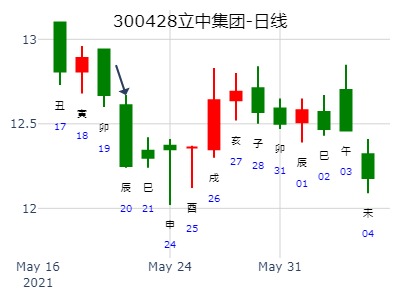 300428立中集团-日线
13
12.5
12
丑
17
寅
18
卯
19
辰
20
巳
21
申
24
酉
25
戌
26
亥
27
子
28
卯
31
辰
01
巳
02
午
03
未
04
May 16
2021
May 24
May 31